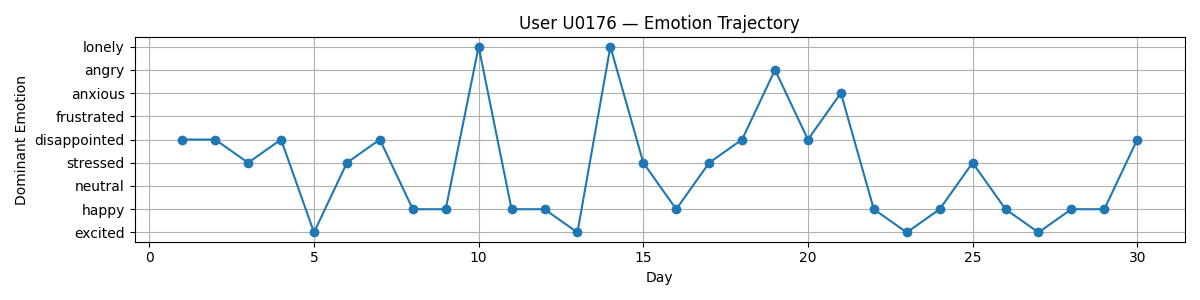 User U0176 — Emotion Trajectory
Dominant Emotion
lonely
angry
anxious
frustrated
disappointed
stressed
neutral
happy
excited
0 5 10 15 20 25 30
Day